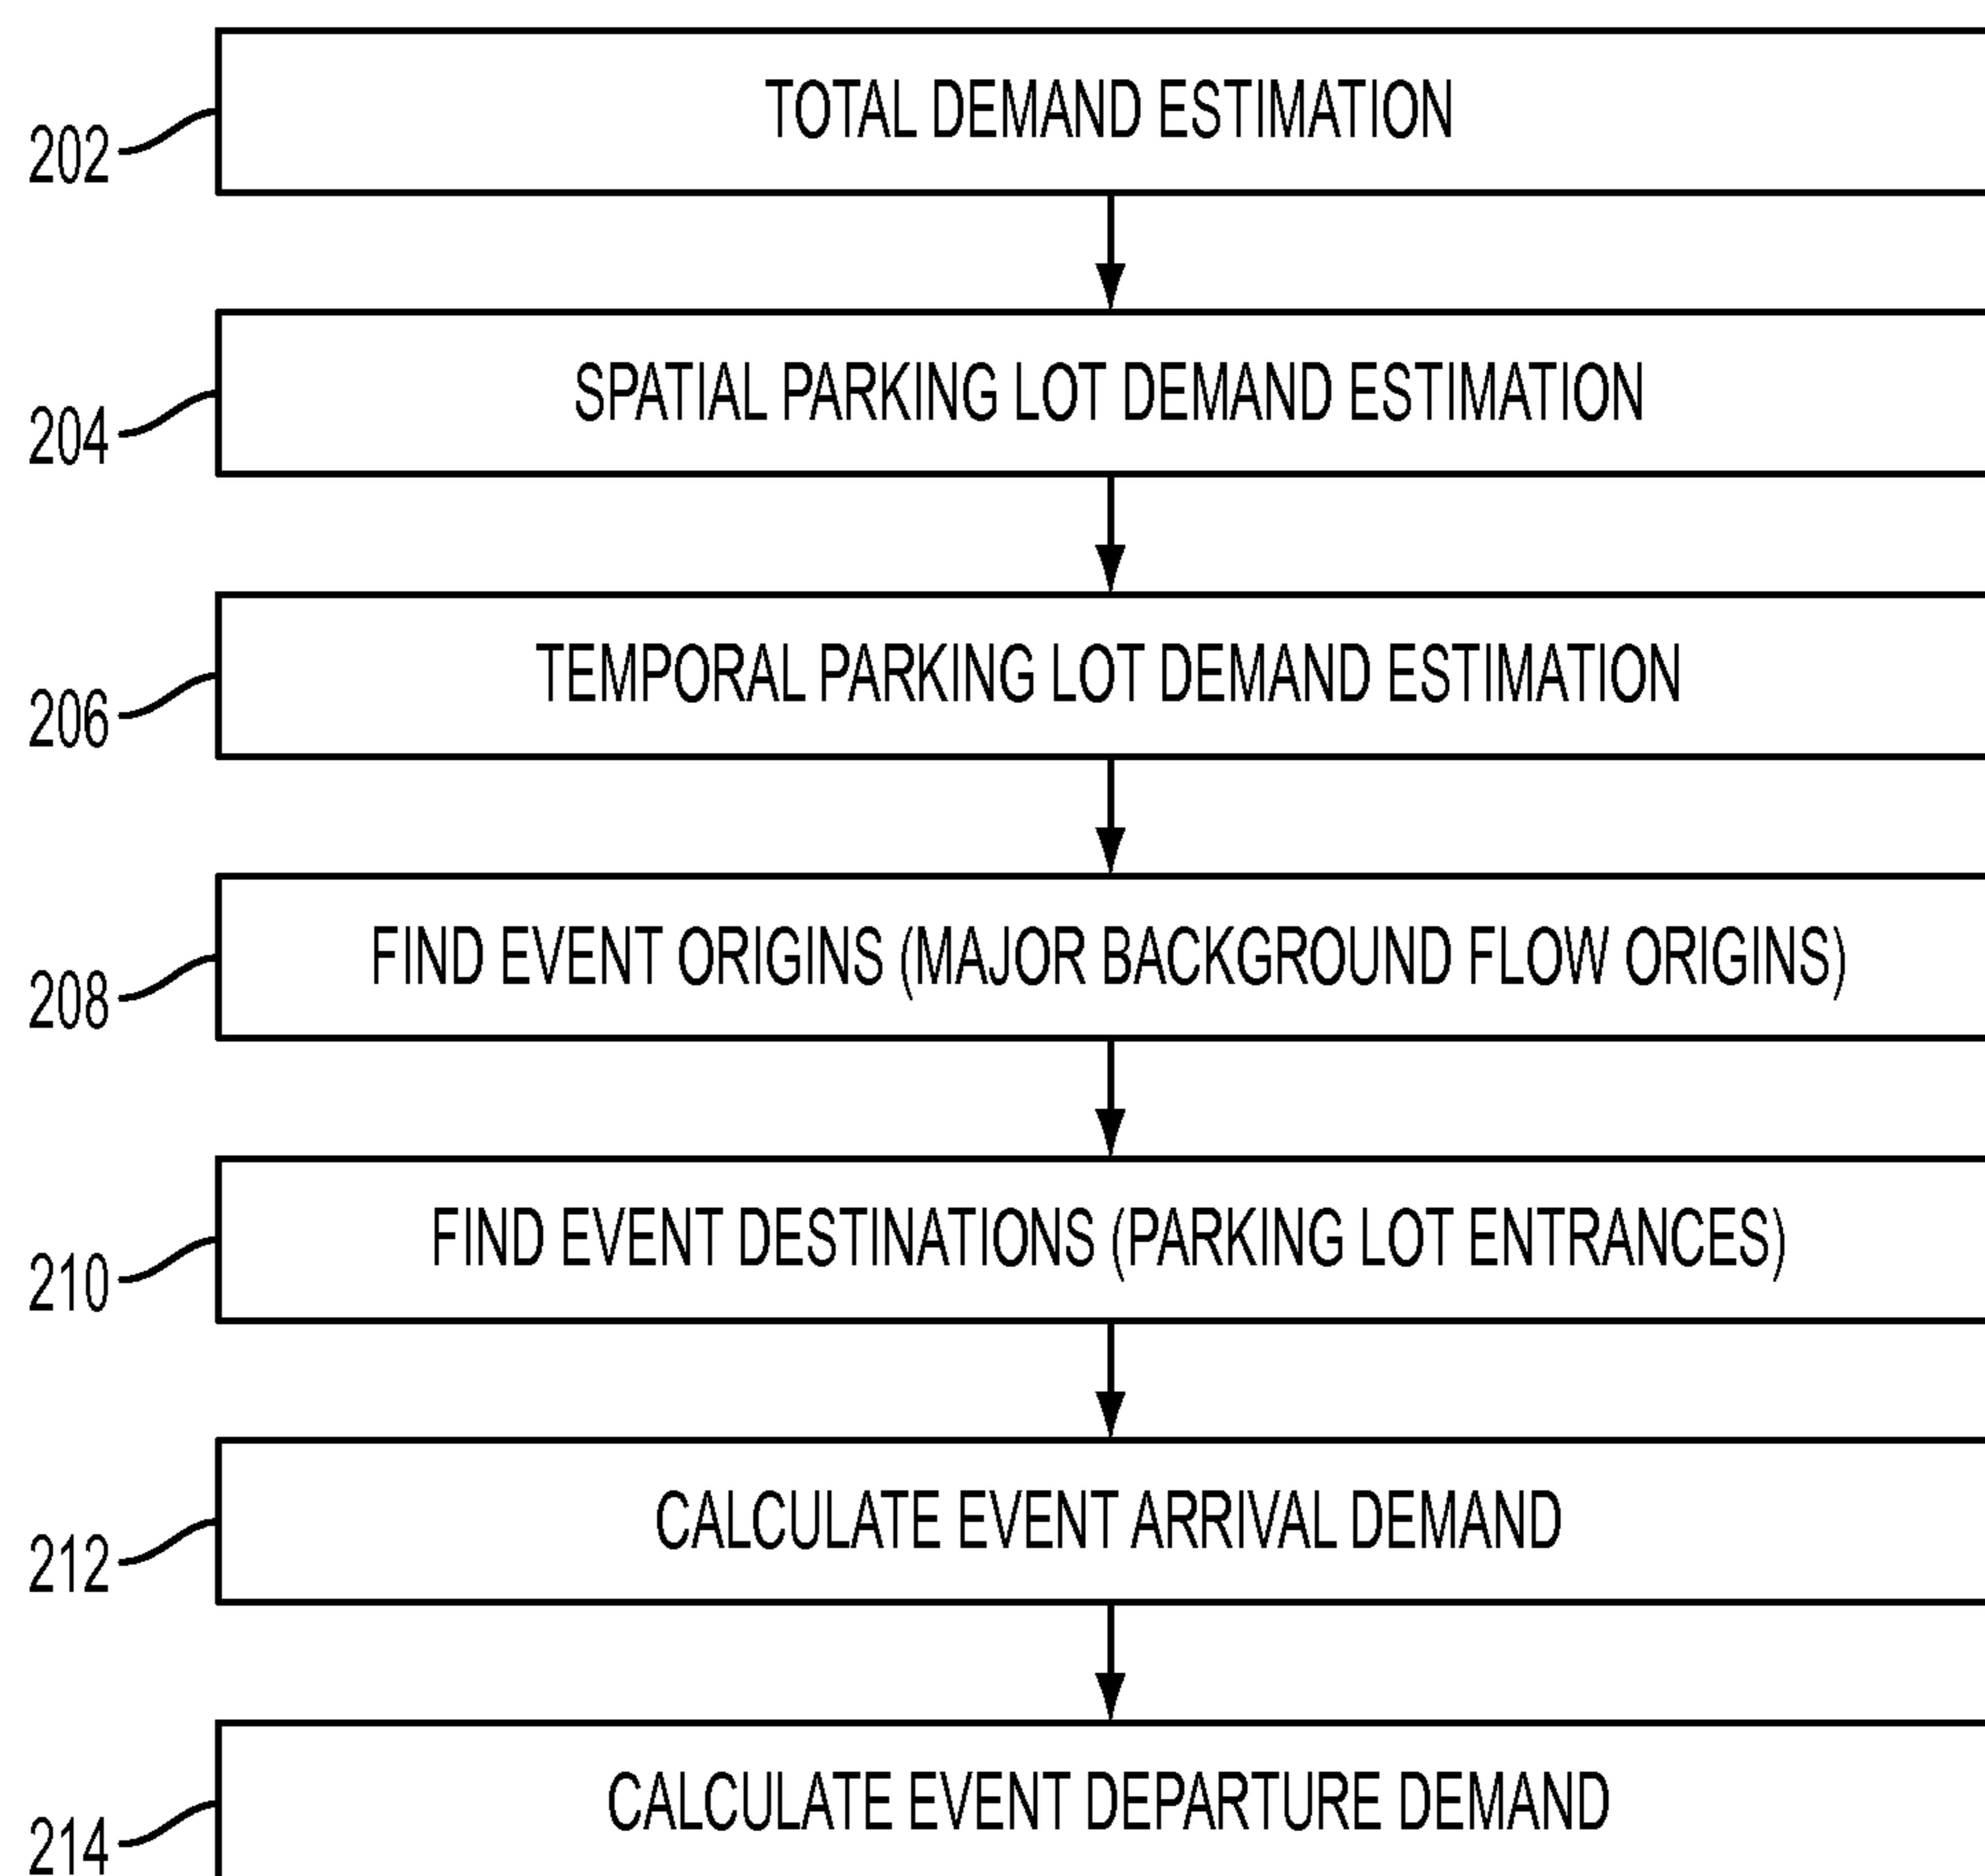 TOTAL DEMAND ESTIMATION
202
SPATIAL PARKING LOT DEMAND ESTIMATION
204
TEMPORAL PARKING LOT DEMAND ESTIMATION
206
FIND EVENT ORIGINS (MAJOR BACKGROUND FLOW ORIGINS)
208
FIND EVENT DESTINATIONS (PARKING LOT ENTRANCES)
210
CALCULATE EVENT ARRIVAL DEMAND
212
CALCULATE EVENT DEPARTURE DEMAND
214